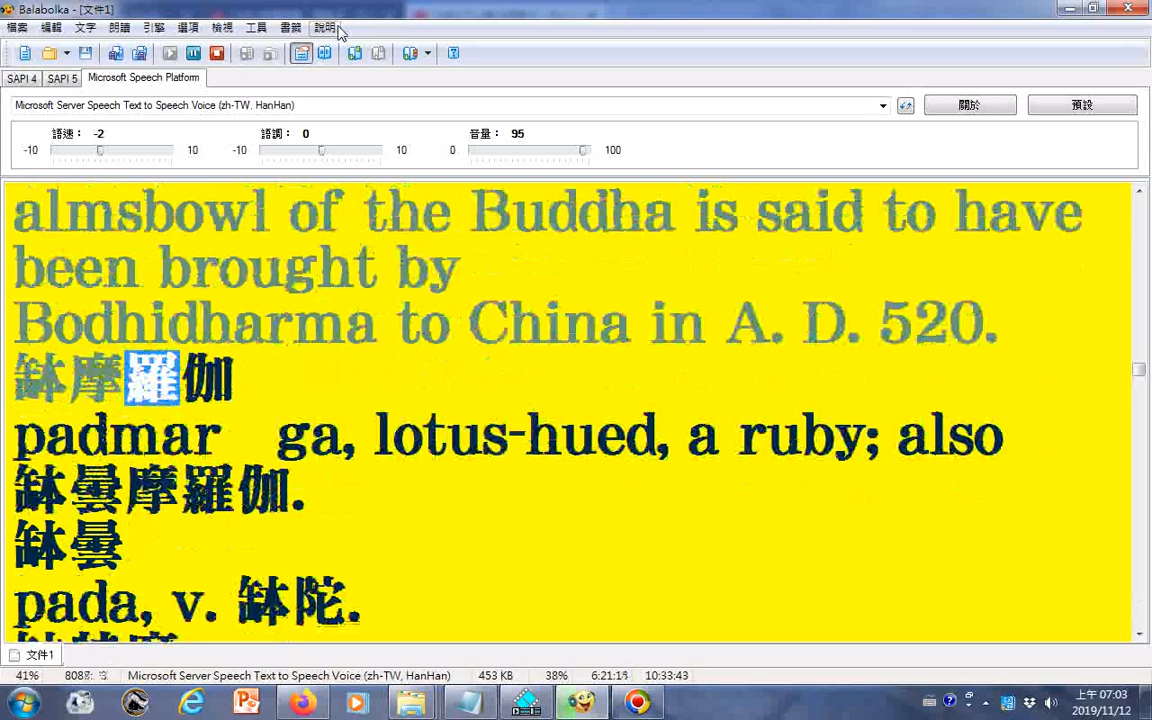 Balabolka - [文件1]
檔案 編輯 文字 朗讀 引擎 選項 檢視 工具 書籤 說明
SAPI 4 SAPI 5 Microsoft Speech Platform
Microsoft Server Speech Text to Speech Voice (zh-TW, HanHan) 關於 預設
語速： -2 語調： 0 音量： 95
-10 10 -10 10 0 100
almsbowl of the Buddha is said to have
been brought by
Bodhidharma to China in A. D. 520.
缽摩羅伽
padmar ga, lotus-hued, a ruby; also
缽曇摩羅伽.
缽曇
pada, v. 缽陀.
文件1
41% Microsoft Server Speech Text to Speech Voice (zh-TW, HanHan) 453 KB 38% 10:33:43
上午 07:03
2019/11/12